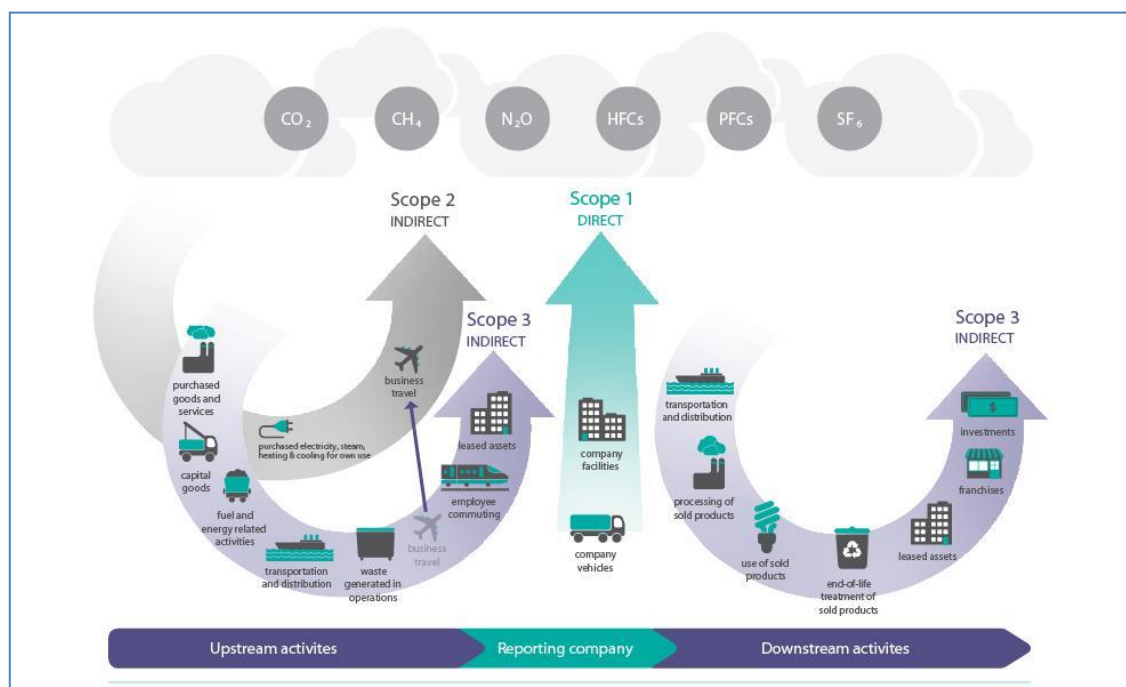 CO₂
CH₄
N₂O
HFCs
PFCs
SF₆
Scope 2
INDIRECT
Scope 1
DIRECT
Scope 3
INDIRECT
Scope 3
INDIRECT
purchased
goods and
services
capital
goods
fuel and
energy related
activities
purchased electricity, steam,
heating & cooling for own use
business
travel
transportation
and distribution
waste
generated in
operations
business
travel
employee
commuting
leased assets
company
facilities
company
vehicles
transportation
and distribution
processing of
sold products
use of sold
products
end-of-life
treatment of
sold products
leased assets
franchises
investments
$
Upstream activites
Reporting company
Downstream activites